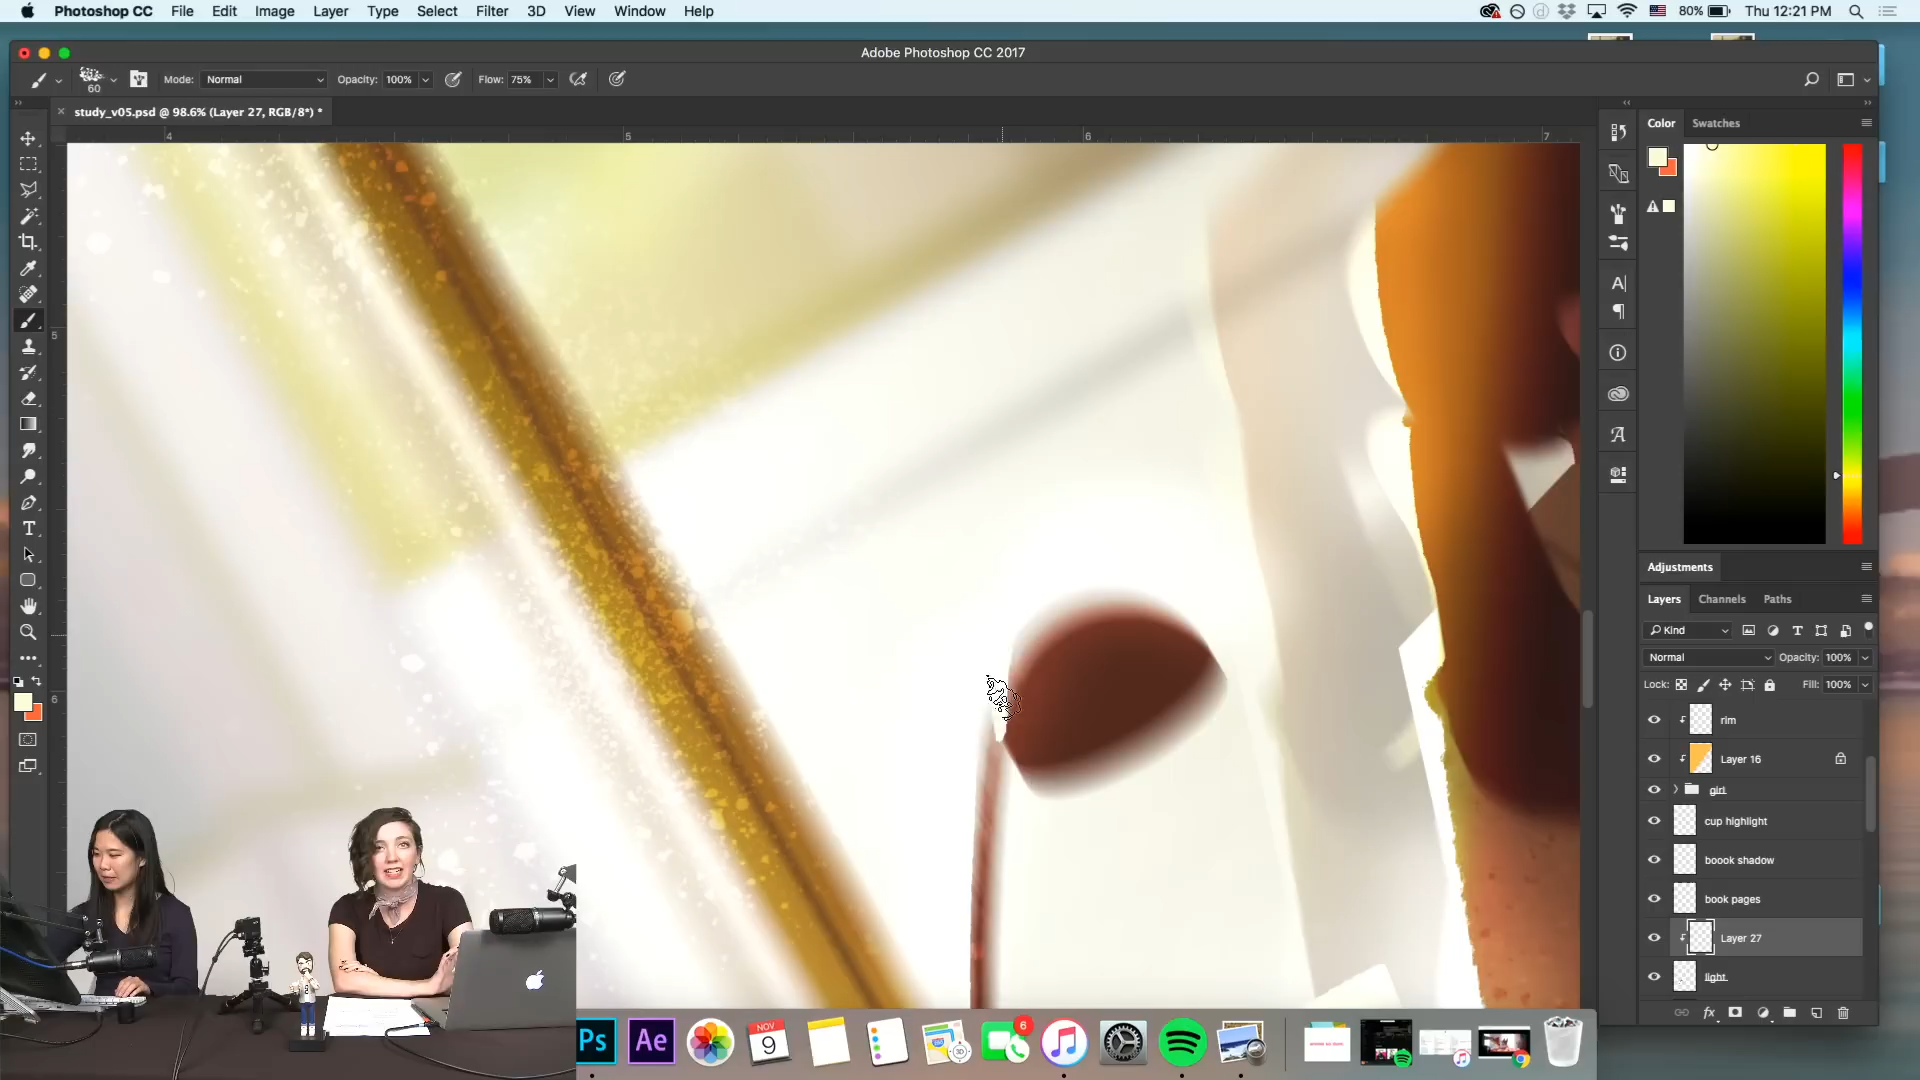 Photoshop CC File Edit Image Layer Type Select Filter 3D View Window Help 80% Thu 12:21 PM
Adobe Photoshop CC 2017
60 Mode: Normal Opacity: 100% Flow: 75%
study_v05.psd @ 98.6% (Layer 27, RGB/8*) *
Color Swatches
4 5 6 7
5
6
Adjustments
Layers Channels Paths
Kind
Normal Opacity: 100%
Lock: Fill: 100%
rim
Layer 16
girl
cup highlight
boook shadow
book pages
Layer 27
light
Ps Ae NOV 9 3D 6